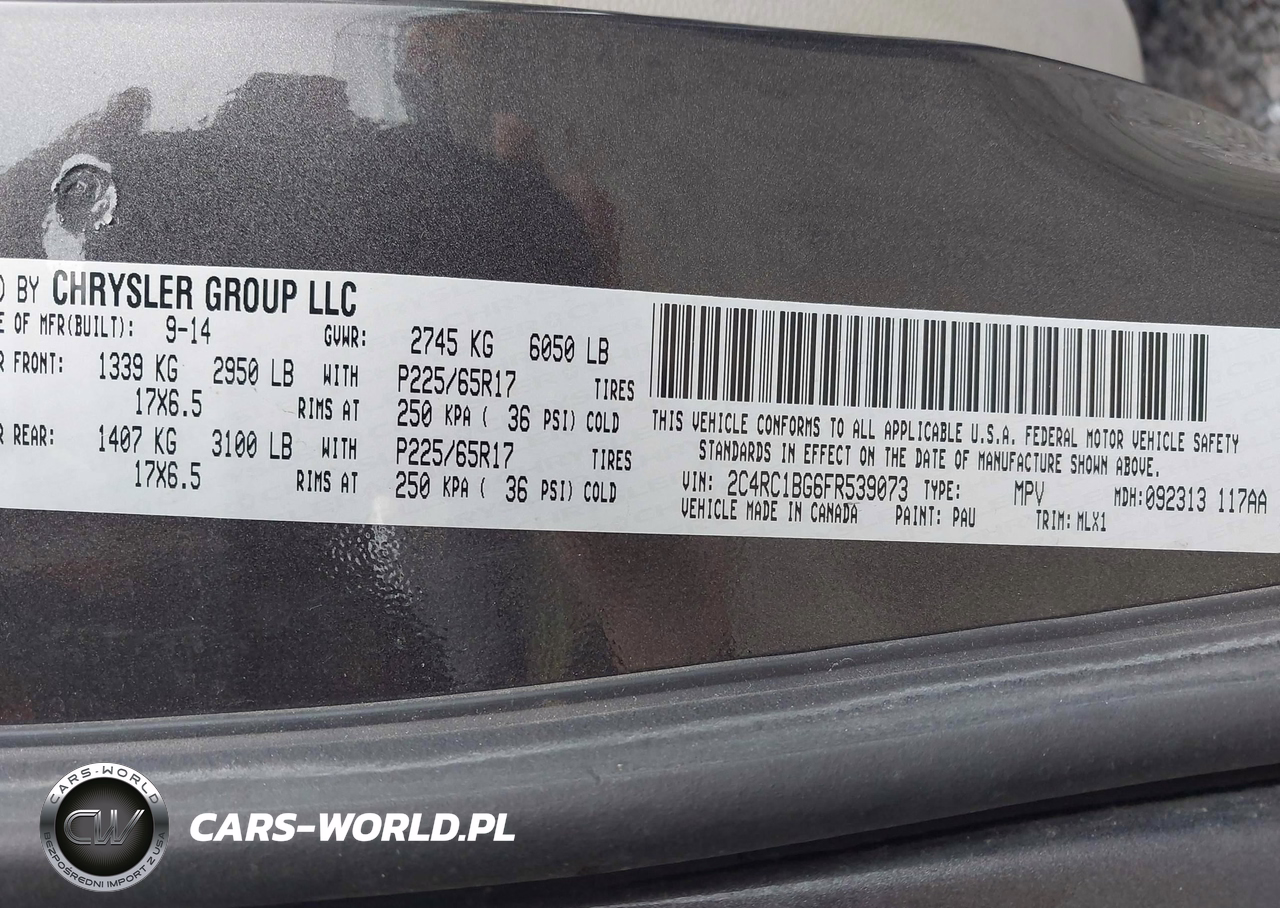 D BY CHRYSLER GROUP LLC
E OF MFR(BUILT): 9-14 GVWR: 2745 KG 6050 LB
R FRONT: 1339 KG 2950 LB WITH P225/65R17 TIRES
17X6.5 RIMS AT 250 KPA ( 36 PSI) COLD
R REAR: 1407 KG 3100 LB WITH P225/65R17 TIRES
17X6.5 RIMS AT 250 KPA ( 36 PSI) COLD
THIS VEHICLE CONFORMS TO ALL APPLICABLE U.S.A. FEDERAL MOTOR VEHICLE SAFETY
STANDARDS IN EFFECT ON THE DATE OF MANUFACTURE SHOWN ABOVE.
VIN: 2C4RC1BG6FR539073 TYPE: MPV MDH:092313 117AA
VEHICLE MADE IN CANADA PAINT: PAU TRIM: MLX1
CARS-WORLD
CW
BEZPOŚREDNI IMPORT Z USA
CARS-WORLD.PL